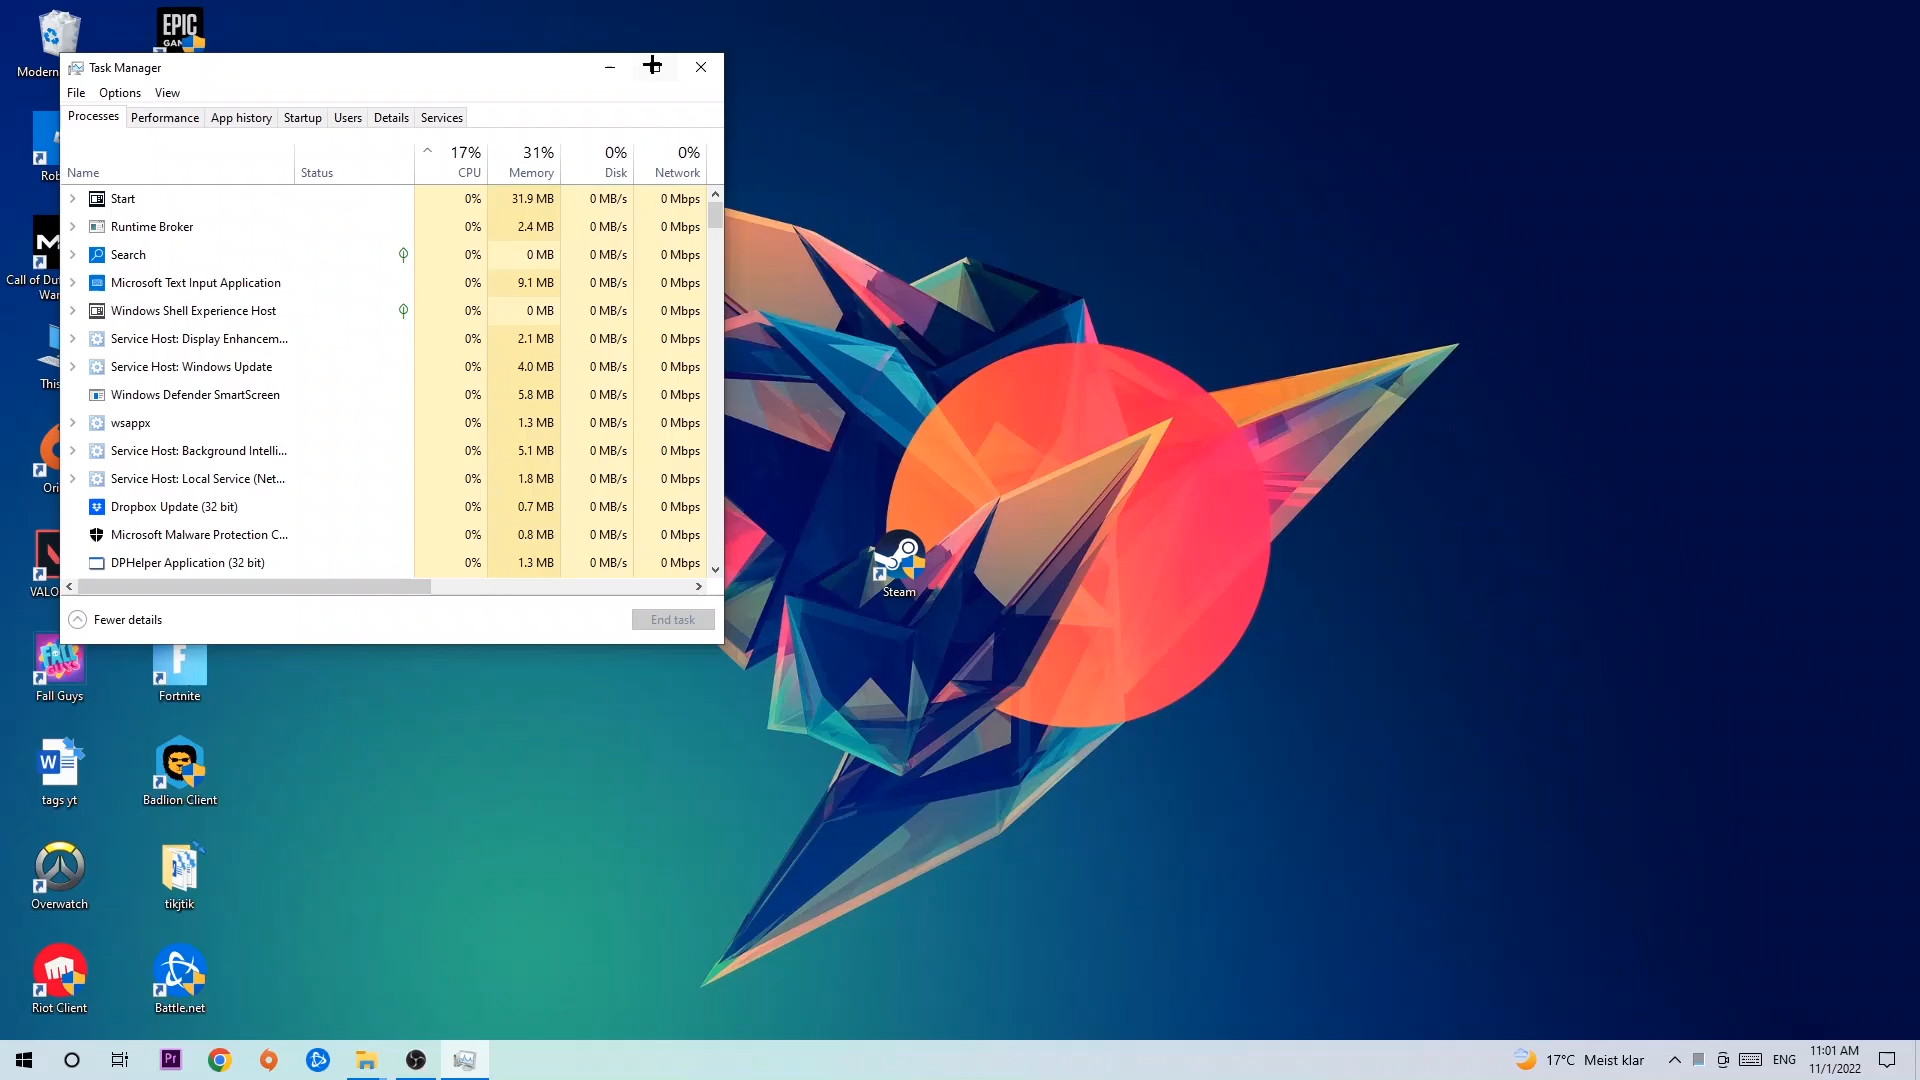 EPIC
Task Manager
File Options View
Processes Performance App history Startup Users Details Services
17% 31% 0% 0%
Name Status CPU Memory Disk Network
Start 0% 31.9 MB 0 MB/s 0 Mbps
Runtime Broker 0% 2.4 MB 0 MB/s 0 Mbps
Search 0% 0 MB 0 MB/s 0 Mbps
Microsoft Text Input Application 0% 9.1 MB 0 MB/s 0 Mbps
Windows Shell Experience Host 0% 0 MB 0 MB/s 0 Mbps
Service Host: Display Enhancem... 0% 2.1 MB 0 MB/s 0 Mbps
Service Host: Windows Update 0% 4.0 MB 0 MB/s 0 Mbps
Windows Defender SmartScreen 0% 5.8 MB 0 MB/s 0 Mbps
wsappx 0% 1.3 MB 0 MB/s 0 Mbps
Service Host: Background Intelli... 0% 5.1 MB 0 MB/s 0 Mbps
Service Host: Local Service (Net... 0% 1.8 MB 0 MB/s 0 Mbps
Dropbox Update (32 bit) 0% 0.7 MB 0 MB/s 0 Mbps
Microsoft Malware Protection C... 0% 0.8 MB 0 MB/s 0 Mbps
DPHelper Application (32 bit) 0% 1.3 MB 0 MB/s 0 Mbps
Fewer details End task
Modern
Rob
Call of Du
War
This
Ori
VALO
Steam
Fall Guys Fortnite
tags yt Badlion Client
Overwatch tikjtik
Riot Client Battle.net
Pr
17°C Meist klar ENG 11:01 AM
11/1/2022